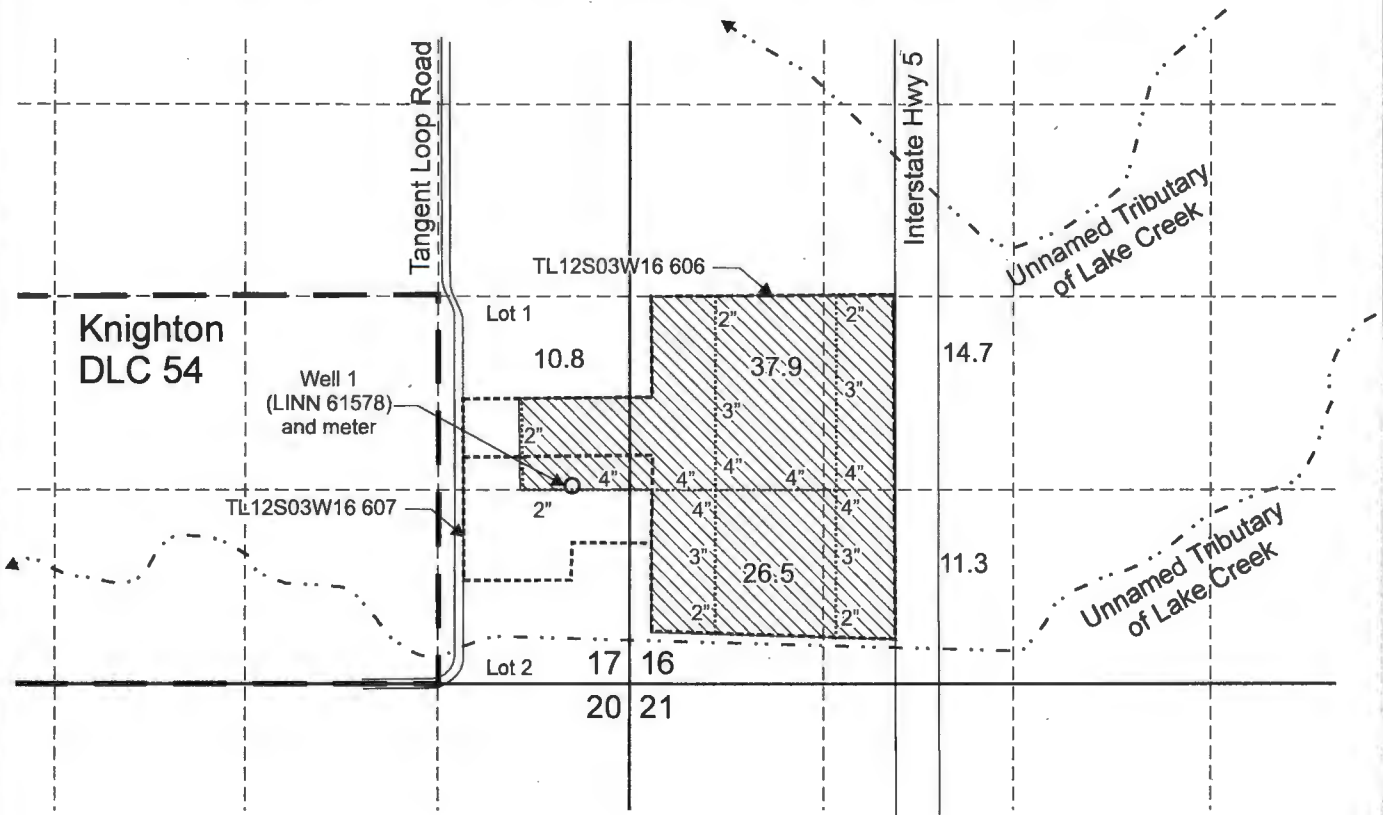 Tangent Loop Road
Interstate Hwy 5
Unnamed Tributary
of Lake Creek
TL12S03W16 606
Knighton
DLC 54
Lot 1
10.8
37.9
14.7
2"
2"
3"
3"
Well 1
(LINN 61578)
and meter
2"
4"
4"
4"
4"
4"
2"
4"
4"
TL12S03W16 607
3"
3"
26.5
11.3
2"
2"
Unnamed Tributary
of Lake Creek
Lot 2
17 16
20 21